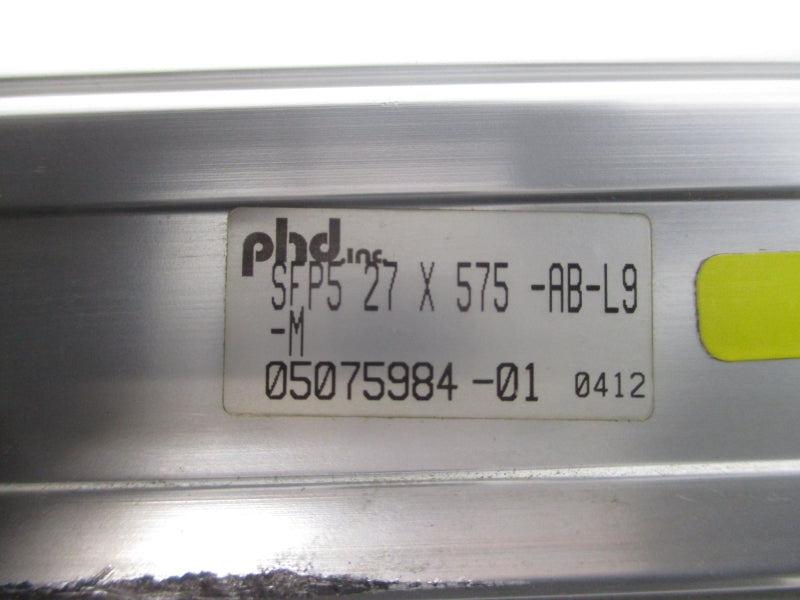 phd, inc.
SFP5 27 X 575 -AB-L9
-M
05075984 -01 0412